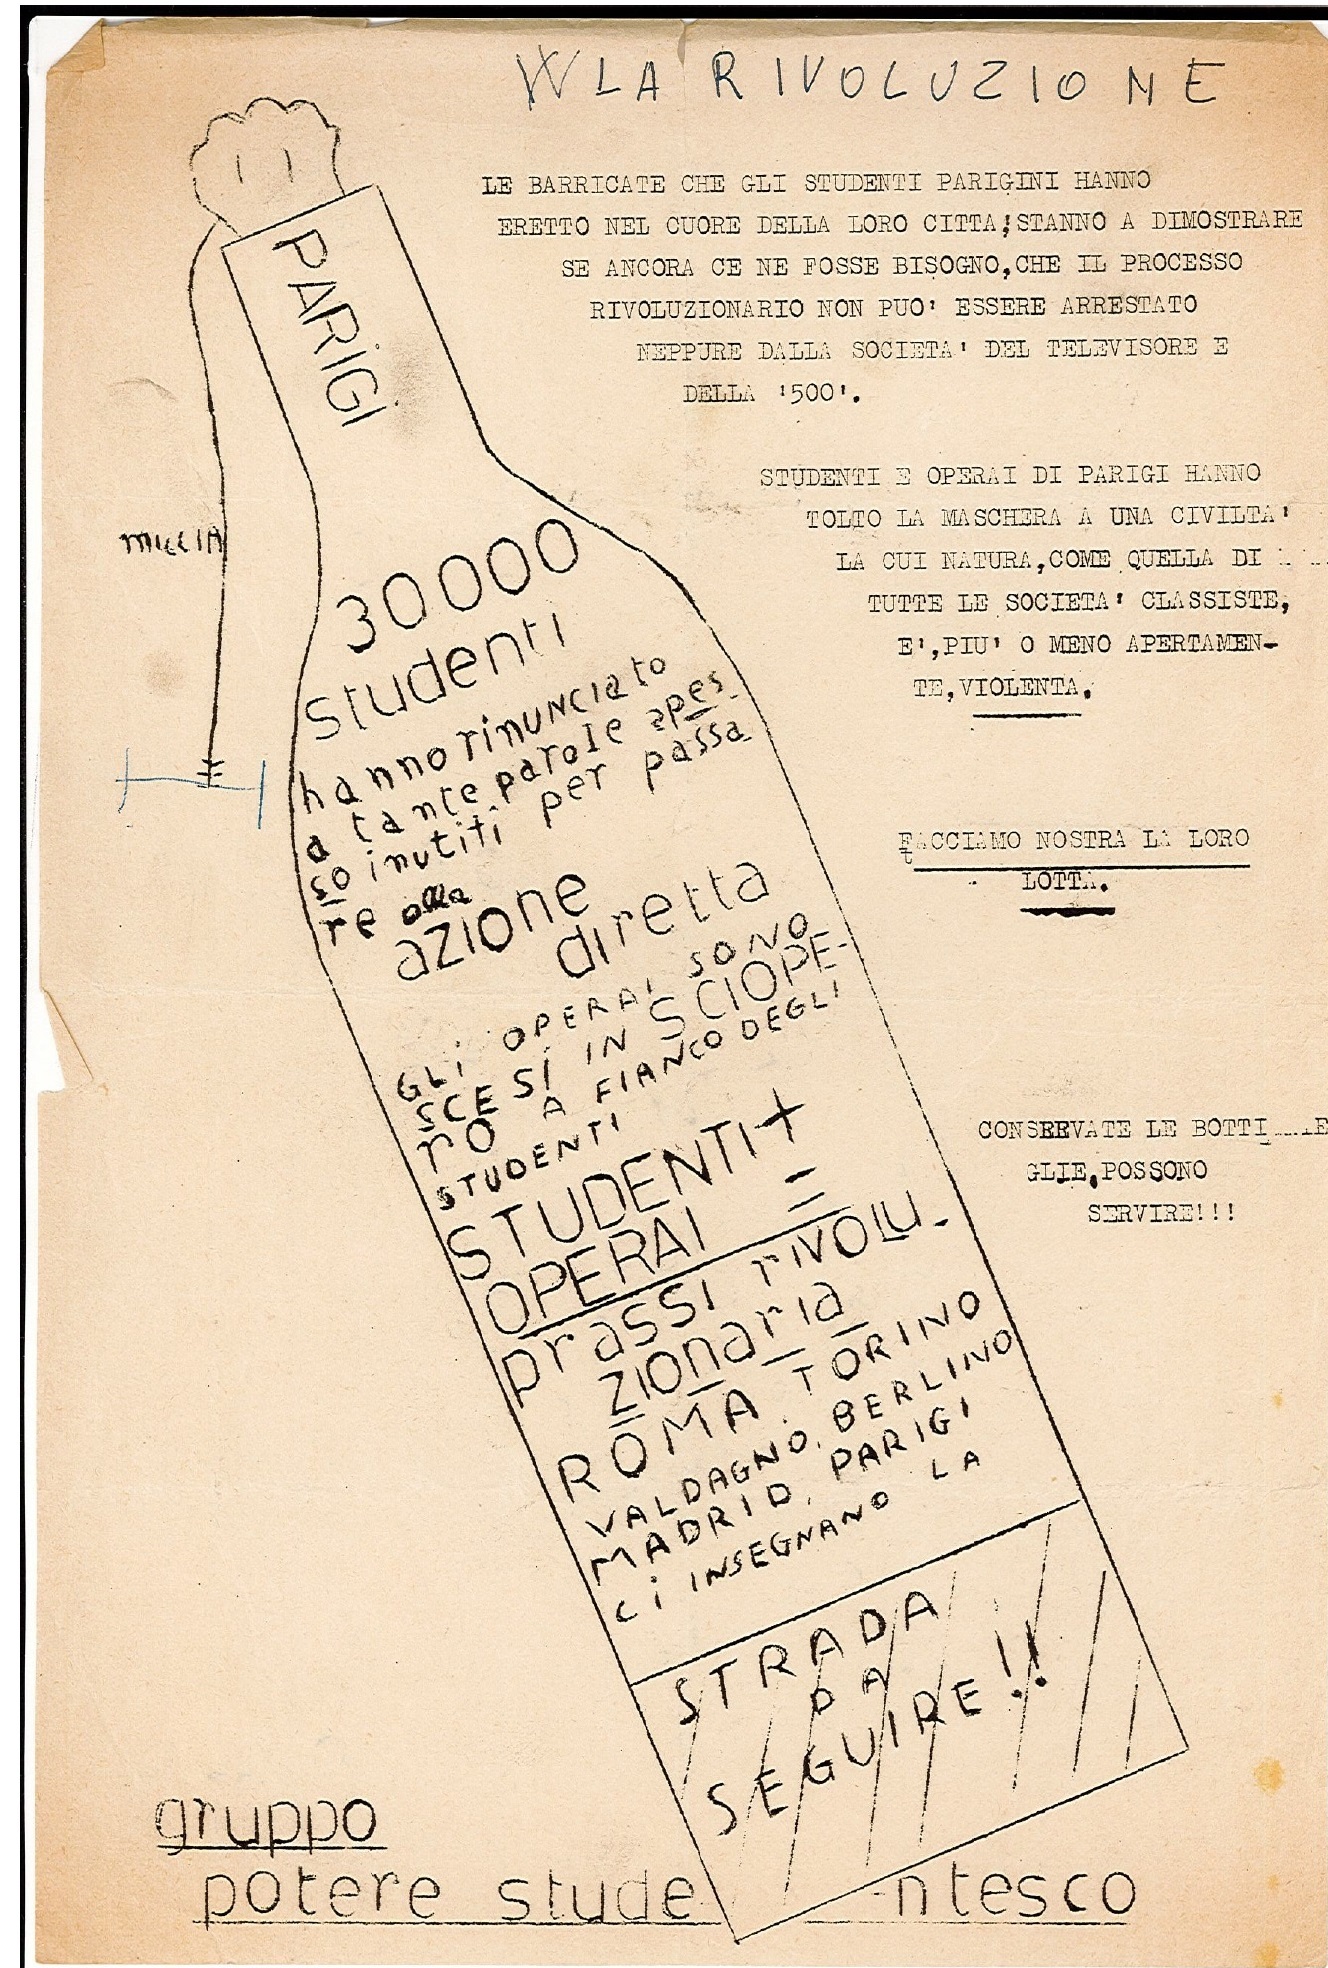 W LA RIVOLUZIONE
LE BARRICATE CHE GLI STUDENTI PARIGINI HANNO
ERETTO NEL CUORE DELLA LORO CITTA; STANNO A DIMOSTRARE
SE ANCORA CE NE FOSSE BISOGNO, CHE IL PROCESSO
RIVOLUZIONARIO NON PUO' ESSERE ARRESTATO
NEPPURE DALLA SOCIETA' DEL TELEVISORE E
DELLA '500'.
STUDENTI E OPERAI DI PARIGI HANNO
TOLTO LA MASCHERA A UNA CIVILTA'
LA CUI NATURA, COME QUELLA DI
TUTTE LE SOCIETA' CLASSISTE,
E', PIU' O MENO APERTAMEN-
TE, VIOLENTA.
FACCIAMO NOSTRA LA LORO
LOTTA.
CONSERVATE LE BOTTI
GLIE, POSSONO
SERVIRE!!!
PARIGI
MICCIA
30000
studenti
hanno rinunciato
a tante parole spes
so inutili per passa
re alla
azione
diretta
GLI OPERAI SONO
SCESI IN SCIOPE-
RO A FIANCO DEGLI
STUDENTI
STUDENTI +
OPERAI =
prassi rivolu-
zionaria
ROMA, TORINO
VALDAGNO, BERLINO
MADRID, PARIGI
CI INSEGNANO LA
STRADA
DA
SEGUIRE!!
gruppo
potere stude ntesco